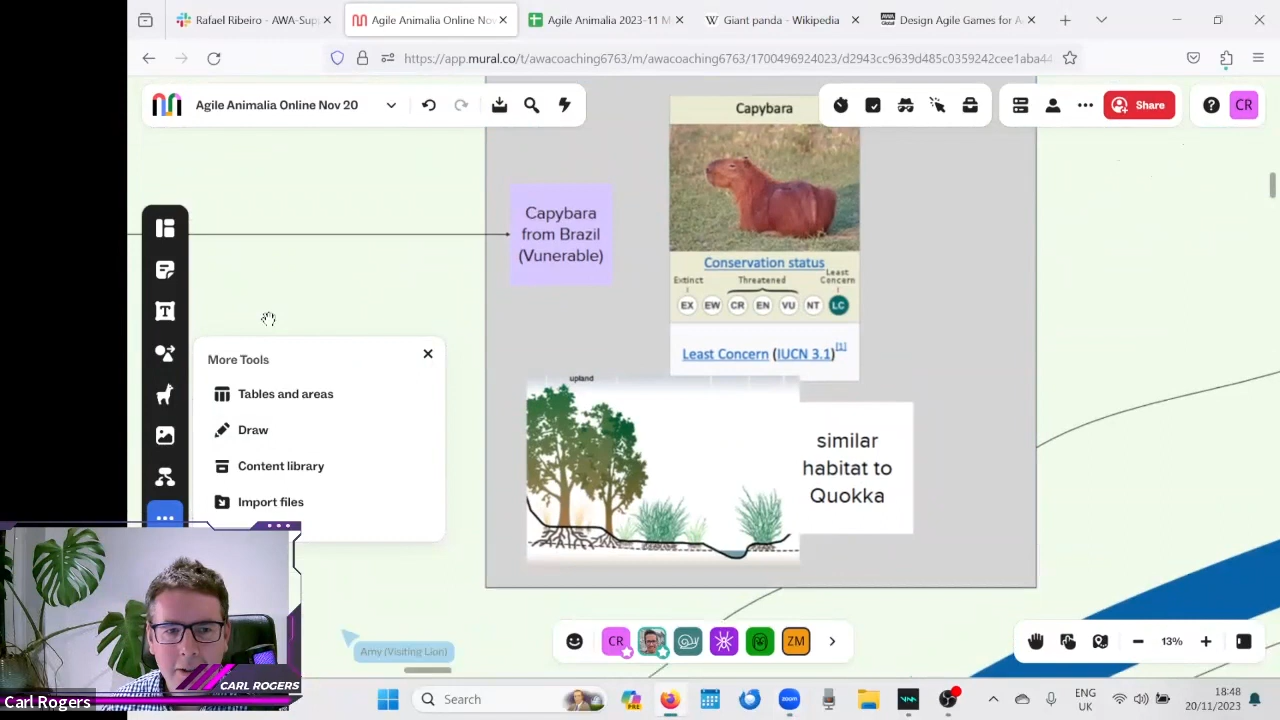 Rafael Ribeiro - AWA-Sup
Agile Animalia Online Nov
Agile Animalia 2023-11 M
Giant panda - Wikipedia
Design Agile Games for A
https://app.mural.co/t/awacoaching6763/m/awacoaching6763/1700496924023/d2943cc9639d485c0359242cee1aba44
Agile Animalia Online Nov 20
Share
CR
Capybara
Capybara
from Brazil
(Vunerable)
Conservation status
Extinct
Threatened
Least
Concern
EX EW CR EN VU NT LC
Least Concern (IUCN 3.1)[1]
More Tools
Tables and areas
Draw
Content library
Import files
upland
similar
habitat to
Quokka
Amy (Visiting Lion)
CR
ZM
13%
CARL ROGERS
Carl Rogers
Search
zoom
ENG
UK
18:48
20/11/2023